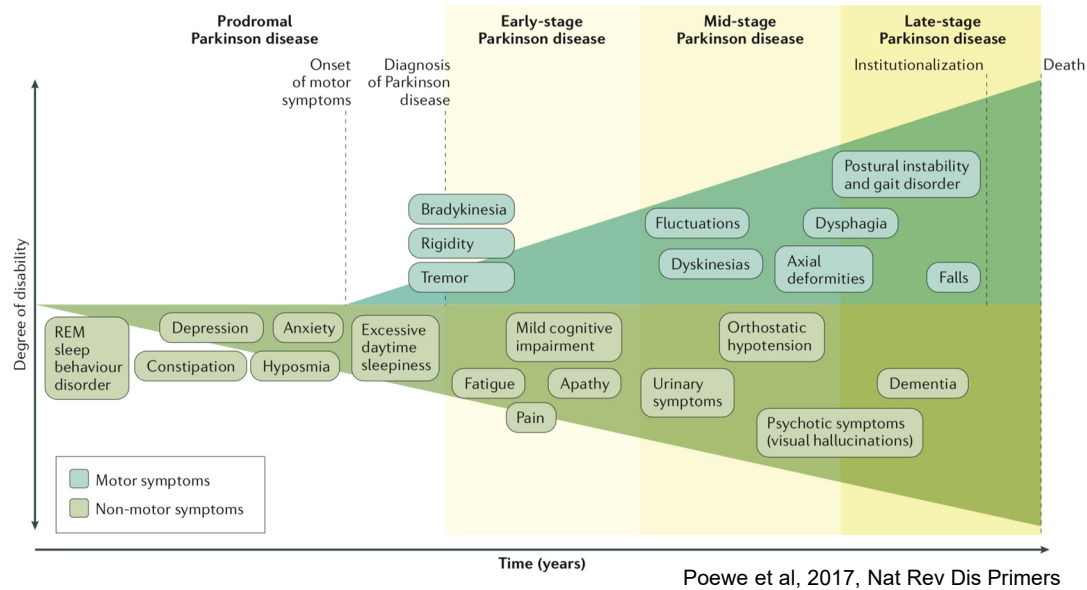 Prodromal
Parkinson disease
Early-stage
Parkinson disease
Mid-stage
Parkinson disease
Late-stage
Parkinson disease
Onset
of motor
symptoms
Diagnosis
of Parkinson
disease
Institutionalization
Death
Degree of disability
Postural instability
and gait disorder
Bradykinesia
Rigidity
Tremor
Fluctuations
Dysphagia
Dyskinesias
Axial
deformities
Falls
REM
sleep
behaviour
disorder
Depression
Anxiety
Constipation
Hyposmia
Excessive
daytime
sleepiness
Mild cognitive
impairment
Fatigue
Apathy
Pain
Orthostatic
hypotension
Urinary
symptoms
Dementia
Psychotic symptoms
(visual hallucinations)
Motor symptoms
Non-motor symptoms
Time (years)
Poewe et al, 2017, Nat Rev Dis Primers